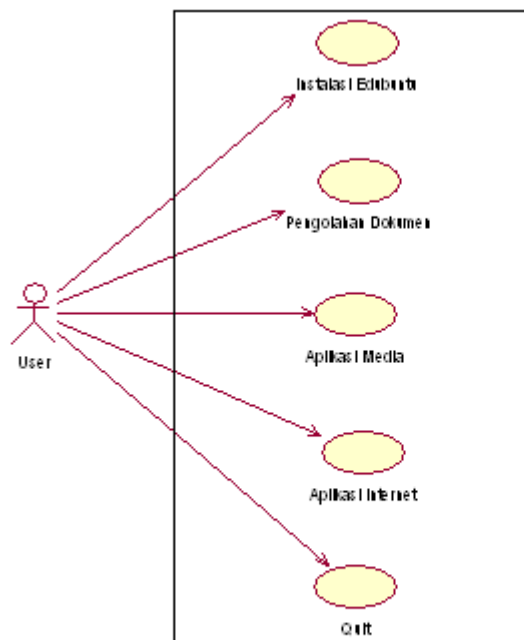 Instalasi Edubuntu
Pengolahan Dokumen
User
Aplikasi Media
Aplikasi Internet
Quit